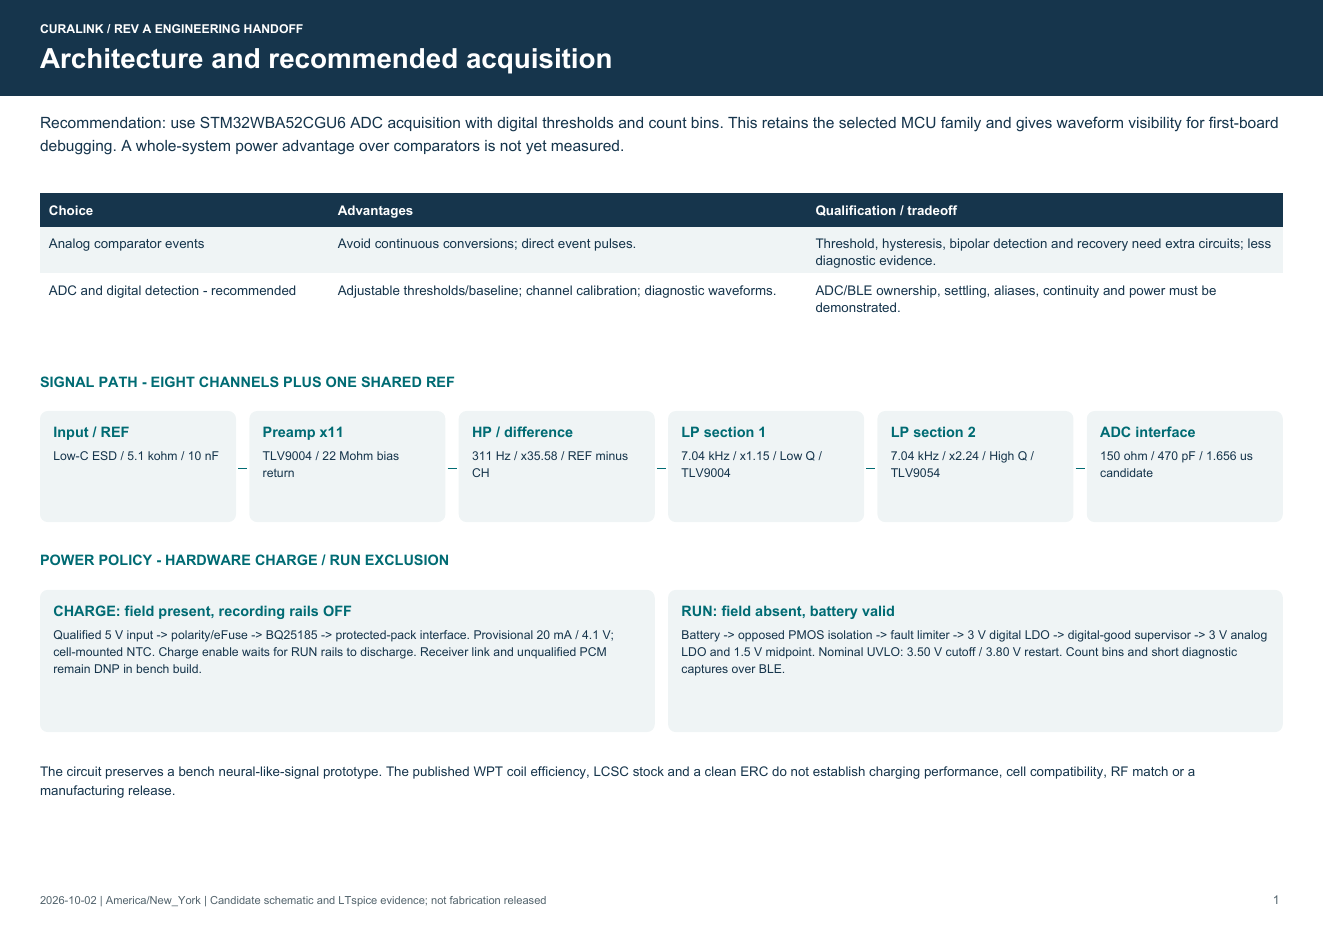 CURALINK / REV A ENGINEERING HANDOFF
Architecture and recommended acquisition
Recommendation: use STM32WBA52CGU6 ADC acquisition with digital thresholds and count bins. This retains the selected MCU family and gives waveform visibility for first-board
debugging. A whole-system power advantage over comparators is not yet measured.
Choice
Advantages
Qualification / tradeoff
Analog comparator events
Avoid continuous conversions; direct event pulses.
Threshold, hysteresis, bipolar detection and recovery need extra circuits; less
diagnostic evidence.
ADC and digital detection - recommended
Adjustable thresholds/baseline; channel calibration; diagnostic waveforms.
ADC/BLE ownership, settling, aliases, continuity and power must be
demonstrated.
SIGNAL PATH - EIGHT CHANNELS PLUS ONE SHARED REF
Input / REF
Low-C ESD / 5.1 kohm / 10 nF
Preamp x11
TLV9004 / 22 Mohm bias
return
HP / difference
311 Hz / x35.58 / REF minus
CH
LP section 1
7.04 kHz / x1.15 / Low Q /
TLV9004
LP section 2
7.04 kHz / x2.24 / High Q /
TLV9054
ADC interface
150 ohm / 470 pF / 1.656 us
candidate
POWER POLICY - HARDWARE CHARGE / RUN EXCLUSION
CHARGE: field present, recording rails OFF
Qualified 5 V input -> polarity/eFuse -> BQ25185 -> protected-pack interface. Provisional 20 mA / 4.1 V;
cell-mounted NTC. Charge enable waits for RUN rails to discharge. Receiver link and unqualified PCM
remain DNP in bench build.
RUN: field absent, battery valid
Battery -> opposed PMOS isolation -> fault limiter -> 3 V digital LDO -> digital-good supervisor -> 3 V analog
LDO and 1.5 V midpoint. Nominal UVLO: 3.50 V cutoff / 3.80 V restart. Count bins and short diagnostic
captures over BLE.
The circuit preserves a bench neural-like-signal prototype. The published WPT coil efficiency, LCSC stock and a clean ERC do not establish charging performance, cell compatibility, RF match or a
manufacturing release.
2026-10-02 | America/New_York | Candidate schematic and LTspice evidence; not fabrication released
1